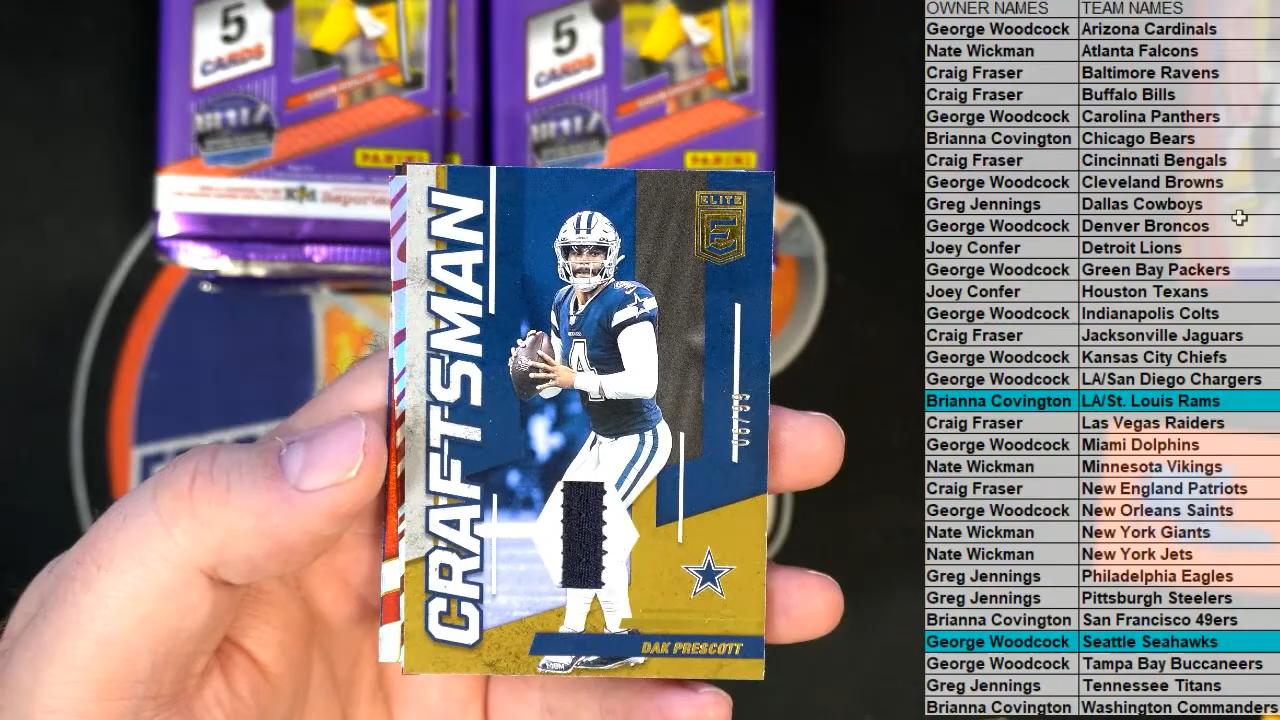 5
CARDS
5
CARDS
PANINI
PANINI
CRAFTSMAN
ELITE
E
4
DAK PRESCOTT
OWNER NAMES TEAM NAMES
George Woodcock Arizona Cardinals
Nate Wickman Atlanta Falcons
Craig Fraser Baltimore Ravens
Craig Fraser Buffalo Bills
George Woodcock Carolina Panthers
Brianna Covington Chicago Bears
Craig Fraser Cincinnati Bengals
George Woodcock Cleveland Browns
Greg Jennings Dallas Cowboys
George Woodcock Denver Broncos
Joey Confer Detroit Lions
George Woodcock Green Bay Packers
Joey Confer Houston Texans
George Woodcock Indianapolis Colts
Craig Fraser Jacksonville Jaguars
George Woodcock Kansas City Chiefs
George Woodcock LA/San Diego Chargers
Brianna Covington LA/St. Louis Rams
Craig Fraser Las Vegas Raiders
George Woodcock Miami Dolphins
Nate Wickman Minnesota Vikings
Craig Fraser New England Patriots
George Woodcock New Orleans Saints
Nate Wickman New York Giants
Nate Wickman New York Jets
Greg Jennings Philadelphia Eagles
Greg Jennings Pittsburgh Steelers
Brianna Covington San Francisco 49ers
George Woodcock Seattle Seahawks
George Woodcock Tampa Bay Buccaneers
Greg Jennings Tennessee Titans
Brianna Covington Washington Commanders